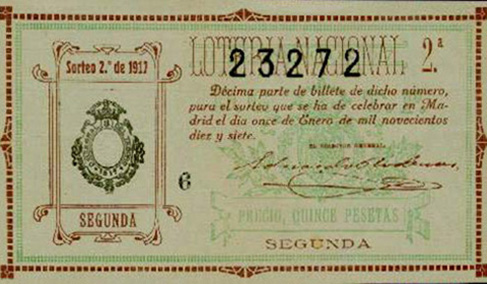 Sorteo 2.º de 1917
SEGUNDA
LOTERIA NACIONAL 2.ª
23272
Décima parte de billete de dicho número,
para el sorteo que se ha de celebrar en Ma-
drid el día once de Enero de mil novecientos
diez y siete.
EL DIRECTOR GENERAL,
6
PRECIO, QUINCE PESETAS
SEGUNDA